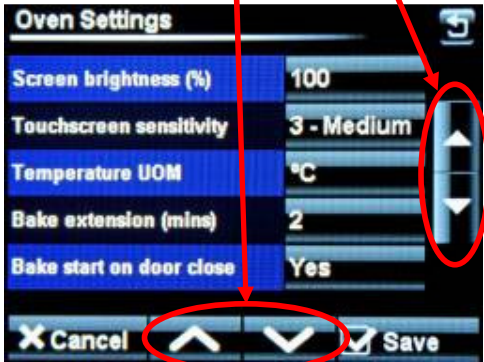 Oven Settings
Screen brightness (%) 100
Touchscreen sensitivity 3 - Medium
Temperature UOM °C
Bake extension (mins) 2
Bake start on door close Yes
Cancel Save